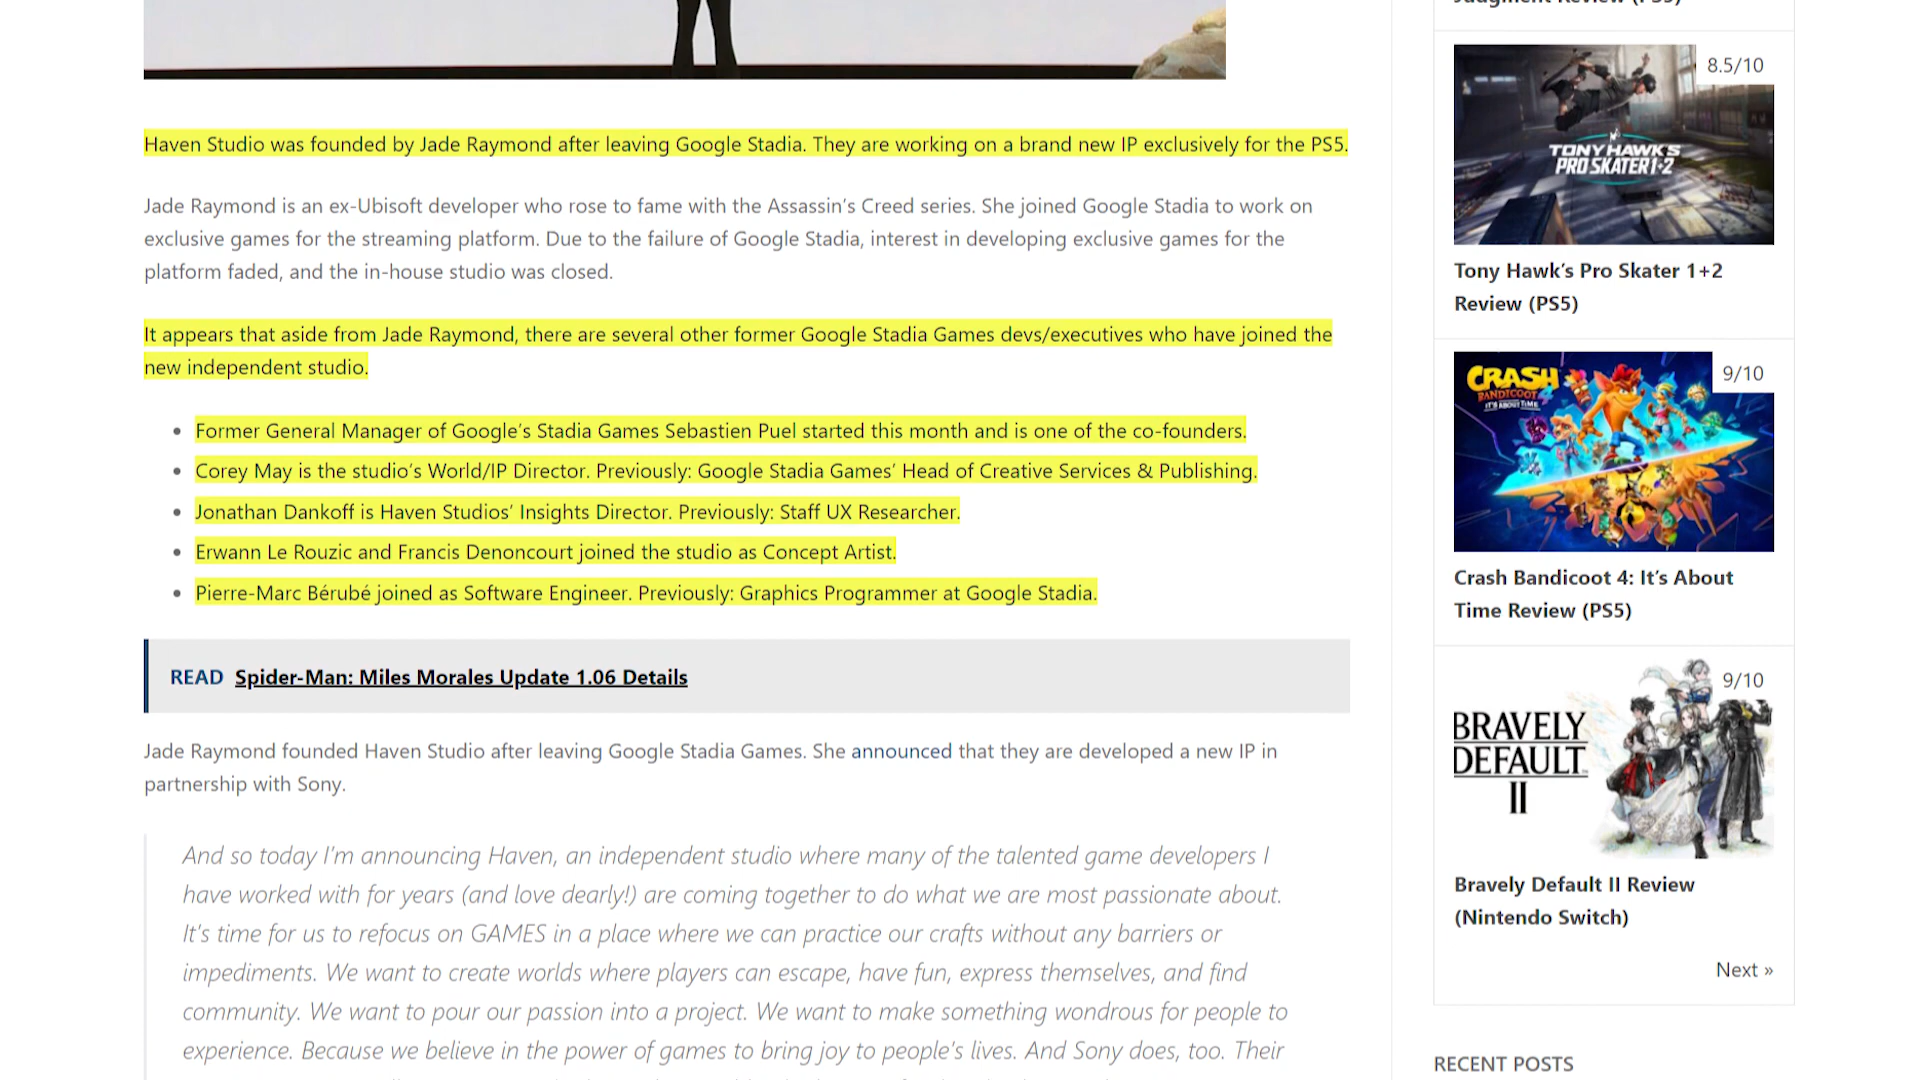 Haven Studio was founded by Jade Raymond after leaving Google Stadia. They are working on a brand new IP exclusively for the PS5.
Jade Raymond is an ex-Ubisoft developer who rose to fame with the Assassin’s Creed series. She joined Google Stadia to work on
exclusive games for the streaming platform. Due to the failure of Google Stadia, interest in developing exclusive games for the
platform faded, and the in-house studio was closed.
It appears that aside from Jade Raymond, there are several other former Google Stadia Games devs/executives who have joined the
new independent studio.
Former General Manager of Google’s Stadia Games Sebastien Puel started this month and is one of the co-founders.
Corey May is the studio’s World/IP Director. Previously: Google Stadia Games’ Head of Creative Services & Publishing.
Jonathan Dankoff is Haven Studios’ Insights Director. Previously: Staff UX Researcher.
Erwann Le Rouzic and Francis Denoncourt joined the studio as Concept Artist.
Pierre-Marc Bérubé joined as Software Engineer. Previously: Graphics Programmer at Google Stadia.
READ Spider-Man: Miles Morales Update 1.06 Details
Jade Raymond founded Haven Studio after leaving Google Stadia Games. She announced that they are developed a new IP in
partnership with Sony.
And so today I’m announcing Haven, an independent studio where many of the talented game developers I
have worked with for years (and love dearly!) are coming together to do what we are most passionate about.
It’s time for us to refocus on GAMES in a place where we can practice our crafts without any barriers or
impediments. We want to create worlds where players can escape, have fun, express themselves, and find
community. We want to pour our passion into a project. We want to make something wondrous for people to
experience. Because we believe in the power of games to bring joy to people’s lives. And Sony does, too. Their
Judgment Review (PS5)
8.5/10
TONY HAWK'S
PRO SKATER 1+2
Tony Hawk’s Pro Skater 1+2
Review (PS5)
9/10
CRASH
BANDICOOT 4
IT'S ABOUT TIME
Crash Bandicoot 4: It’s About
Time Review (PS5)
9/10
BRAVELY
DEFAULT
II
Bravely Default II Review
(Nintendo Switch)
Next »
RECENT POSTS